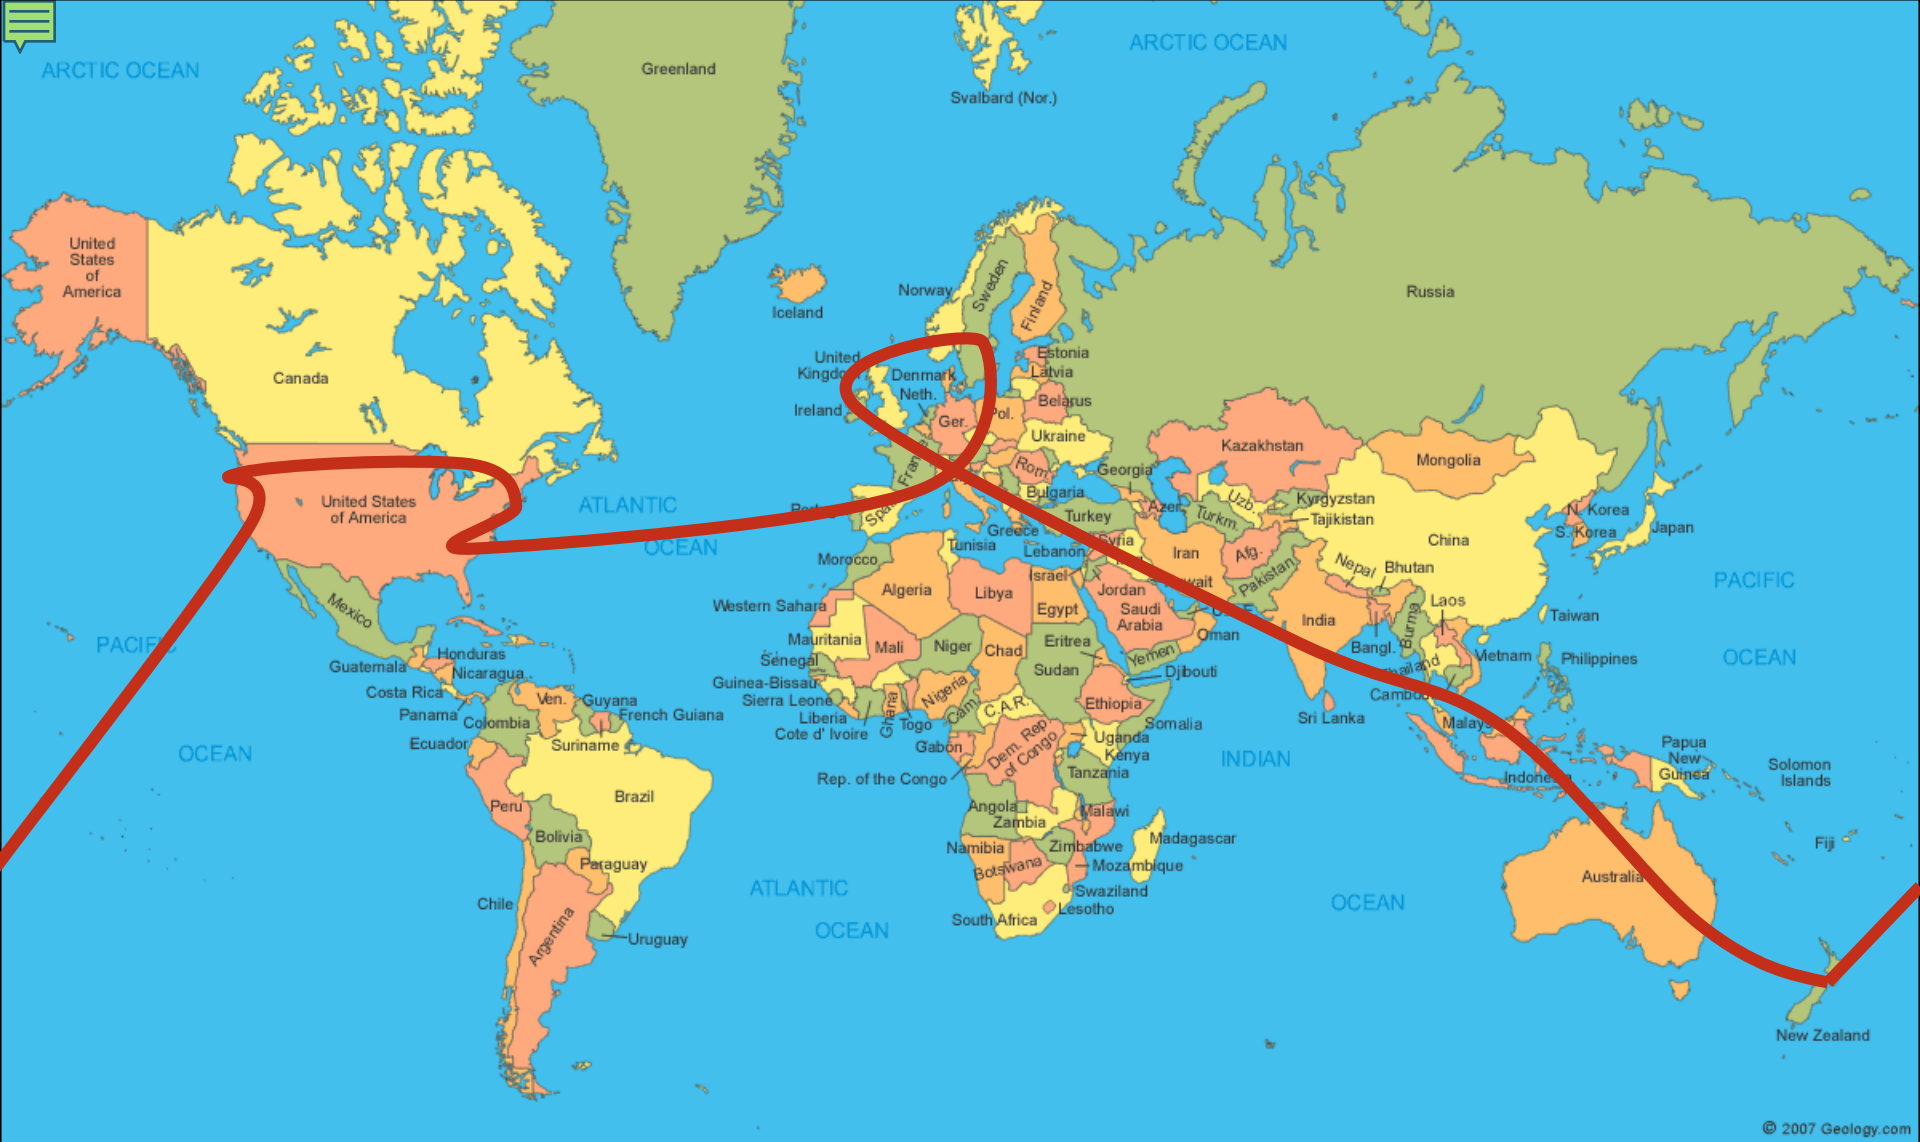 ARCTIC OCEAN
ARCTIC OCEAN
Greenland
Svalbard (Nor.)
United
States
of
America
Canada
Iceland
Norway
Sweden
Finland
Russia
United
Kingdom
Ireland
Denmark
Neth.
Ger.
Pol.
Estonia
Latvia
Belarus
Ukraine
France
Rom.
Bulgaria
Georgia
Kazakhstan
Mongolia
United States
of America
ATLANTIC
OCEAN
Greece
Turkey
Azer.
Turkm.
Uzb.
Kyrgyzstan
Tajikistan
China
N. Korea
S. Korea
Japan
Morocco
Tunisia
Lebanon
Syria
Israel
Iran
Afg.
Pakistan
Nepal
Bhutan
PACIFIC
OCEAN
Western Sahara
Algeria
Libya
Egypt
Jordan
Saudi
Arabia
Oman
India
Bangl.
Burma
Laos
Taiwan
Mexico
PACIFIC
OCEAN
Mauritania
Mali
Niger
Chad
Eritrea
Sudan
Yemen
Djibouti
Vietnam
Philippines
Thailand
Honduras
Guatemala
Nicaragua
Costa Rica
Panama
Senegal
Guinea-Bissau
Sierra Leone
Liberia
Cote d' Ivoire
Ghana
Togo
Nigeria
Cam.
C.A.R.
Ethiopia
Somalia
Sri Lanka
Ven.
Guyana
French Guiana
Colombia
Suriname
Ecuador
Gabon
Dem. Rep.
of Congo
Uganda
Kenya
Rep. of the Congo
Tanzania
INDIAN
OCEAN
Indonesia
Papua
New
Guinea
Solomon
Islands
Peru
Brazil
Angola
Zambia
Malawi
Bolivia
Namibia
Zimbabwe
Madagascar
Fiji
Paraguay
Botswana
Mozambique
Swaziland
Lesotho
Australia
Chile
ATLANTIC
OCEAN
South Africa
Argentina
Uruguay
New Zealand
© 2007 Geology.com